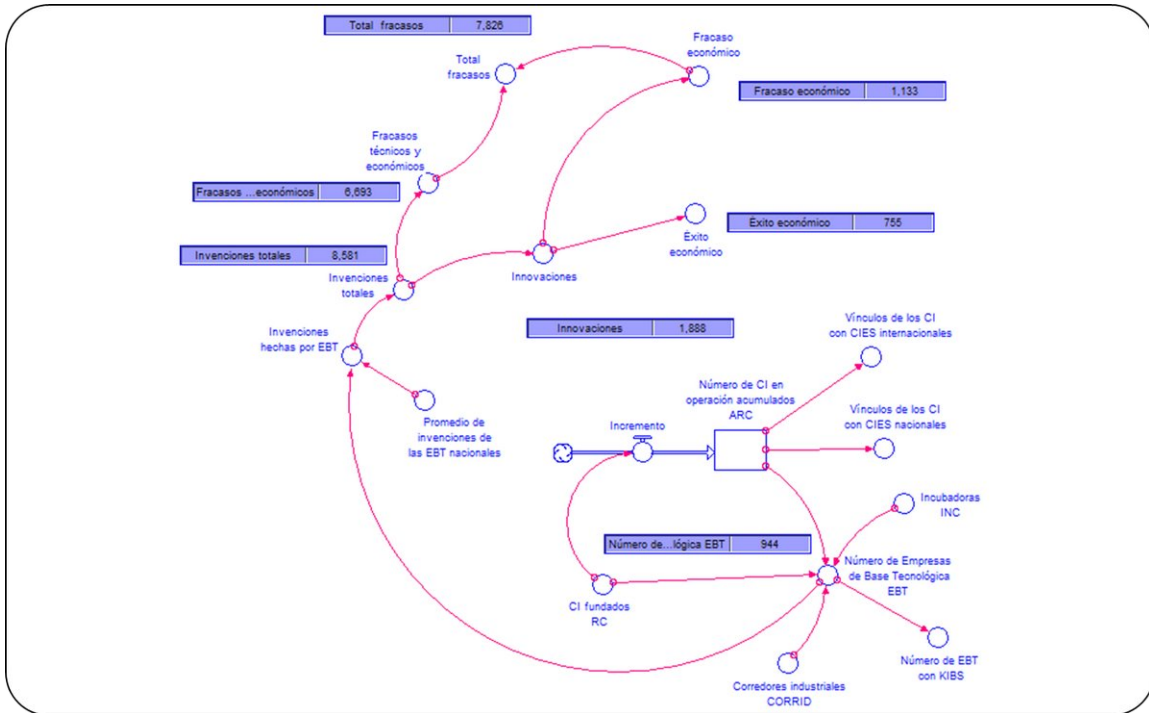 Total fracasos 7,826
Fracaso
económico
Total
fracasos
Fracaso económico 1,133
Fracasos
técnicos y
económicos
Fracasos ...económicos 6,693
Éxito económico 755
Éxito
económico
Invenciones totales 8,581
Innovaciones
Invenciones
totales
Innovaciones 1,888
Invenciones
hechas por EBT
Vínculos de los CI
con CIES internacionales
Promedio de
invenciones de
las EBT nacionales
Número de CI en
operación acumulados
ARC
Incremento
Vínculos de los CI
con CIES nacionales
Incubadoras
INC
Número de...lógica EBT 944
Número de Empresas
de Base Tecnológica
EBT
CI fundados
RC
Número de EBT
con KIBS
Corredores industriales
CORRID